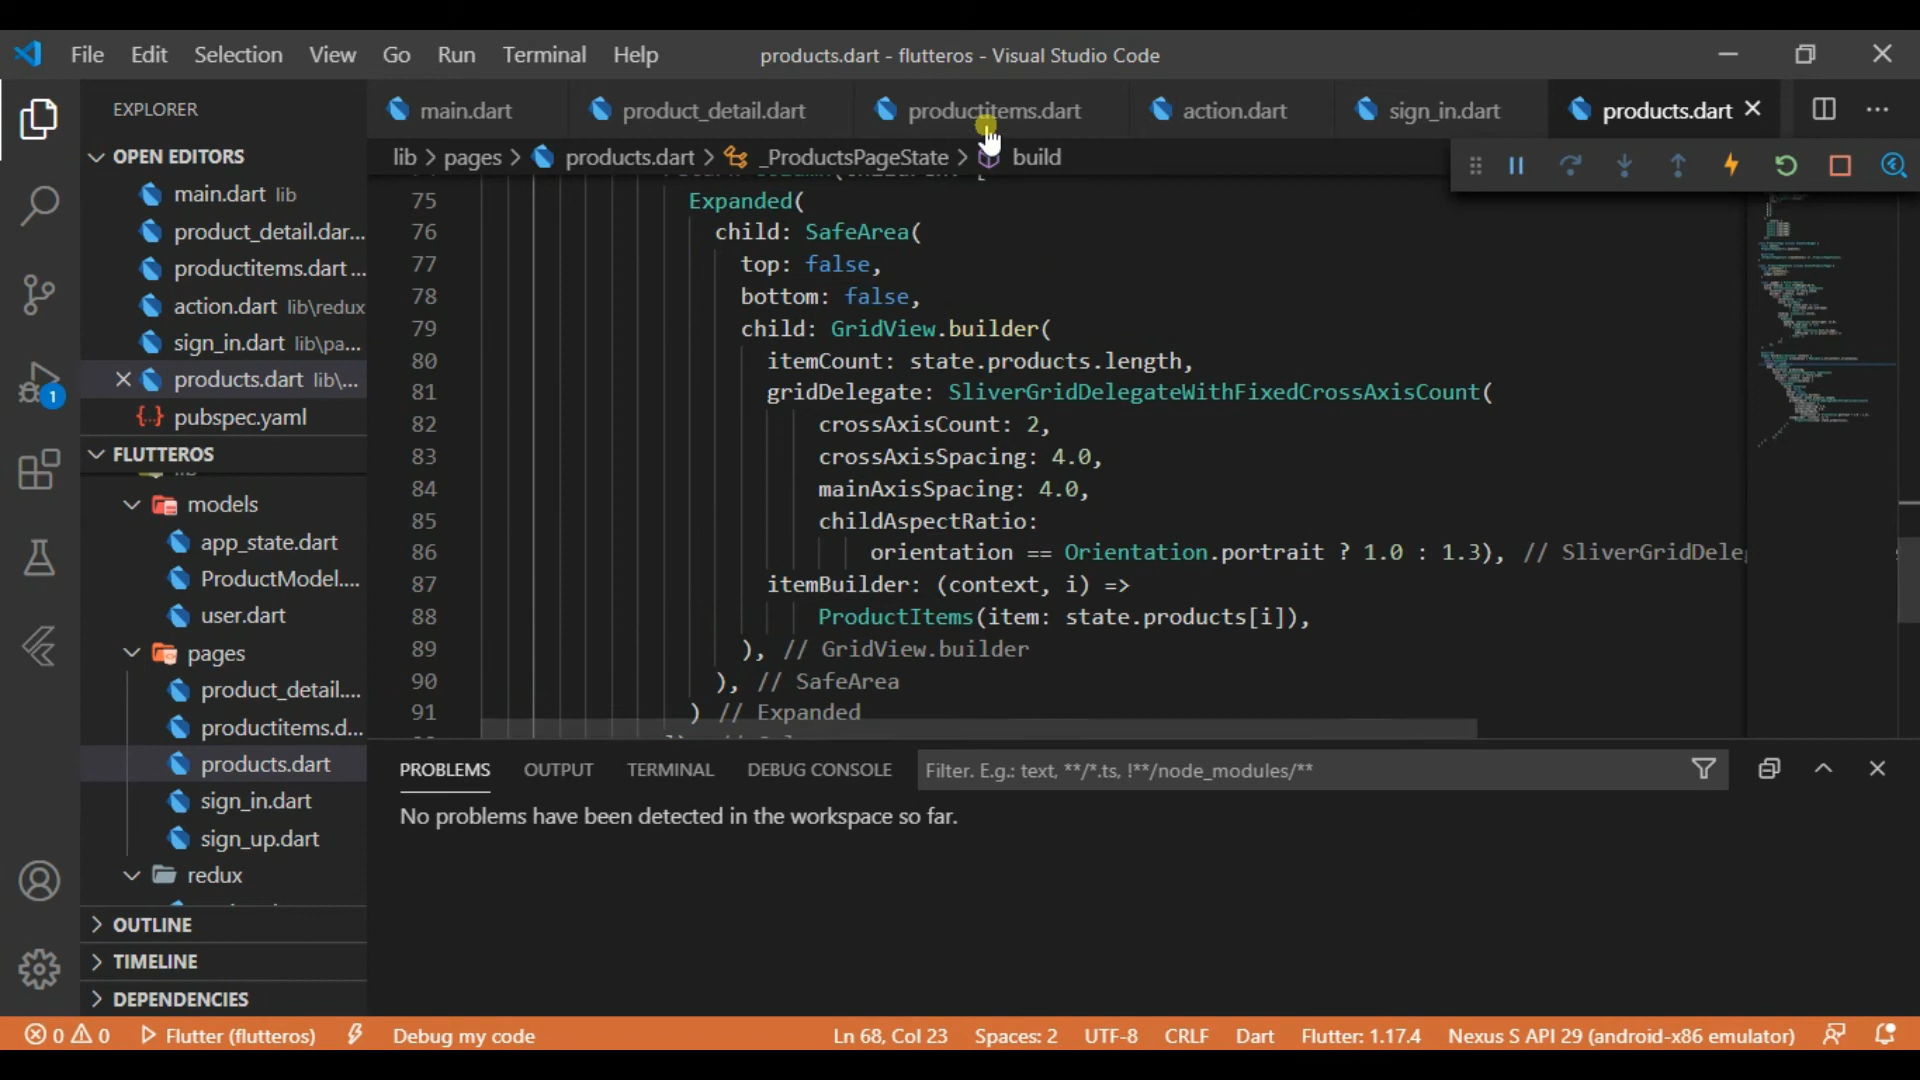 File Edit Selection View Go Run Terminal Help products.dart - flutteros - Visual Studio Code
EXPLORER
OPEN EDITORS
main.dart lib
product_detail.dar...
productitems.dart ...
action.dart lib\redux
sign_in.dart lib\pa...
products.dart lib\...
pubspec.yaml
FLUTTEROS
models
app_state.dart
ProductModel....
user.dart
pages
product_detail....
productitems.d...
products.dart
sign_in.dart
sign_up.dart
redux
OUTLINE
TIMELINE
DEPENDENCIES
main.dart product_detail.dart productitems.dart action.dart sign_in.dart products.dart
lib > pages > products.dart > _ProductsPageState > build
75 Expanded(
76 child: SafeArea(
77 top: false,
78 bottom: false,
79 child: GridView.builder(
80 itemCount: state.products.length,
81 gridDelegate: SliverGridDelegateWithFixedCrossAxisCount(
82 crossAxisCount: 2,
83 crossAxisSpacing: 4.0,
84 mainAxisSpacing: 4.0,
85 childAspectRatio:
86 orientation == Orientation.portrait ? 1.0 : 1.3), // SliverGridDele
87 itemBuilder: (context, i) =>
88 ProductItems(item: state.products[i]),
89 ), // GridView.builder
90 ), // SafeArea
91 ) // Expanded
PROBLEMS OUTPUT TERMINAL DEBUG CONSOLE Filter. E.g.: text, **/*.ts, !**/node_modules/**
No problems have been detected in the workspace so far.
1
0 0 Flutter (flutteros) Debug my code Ln 68, Col 23 Spaces: 2 UTF-8 CRLF Dart Flutter: 1.17.4 Nexus S API 29 (android-x86 emulator)